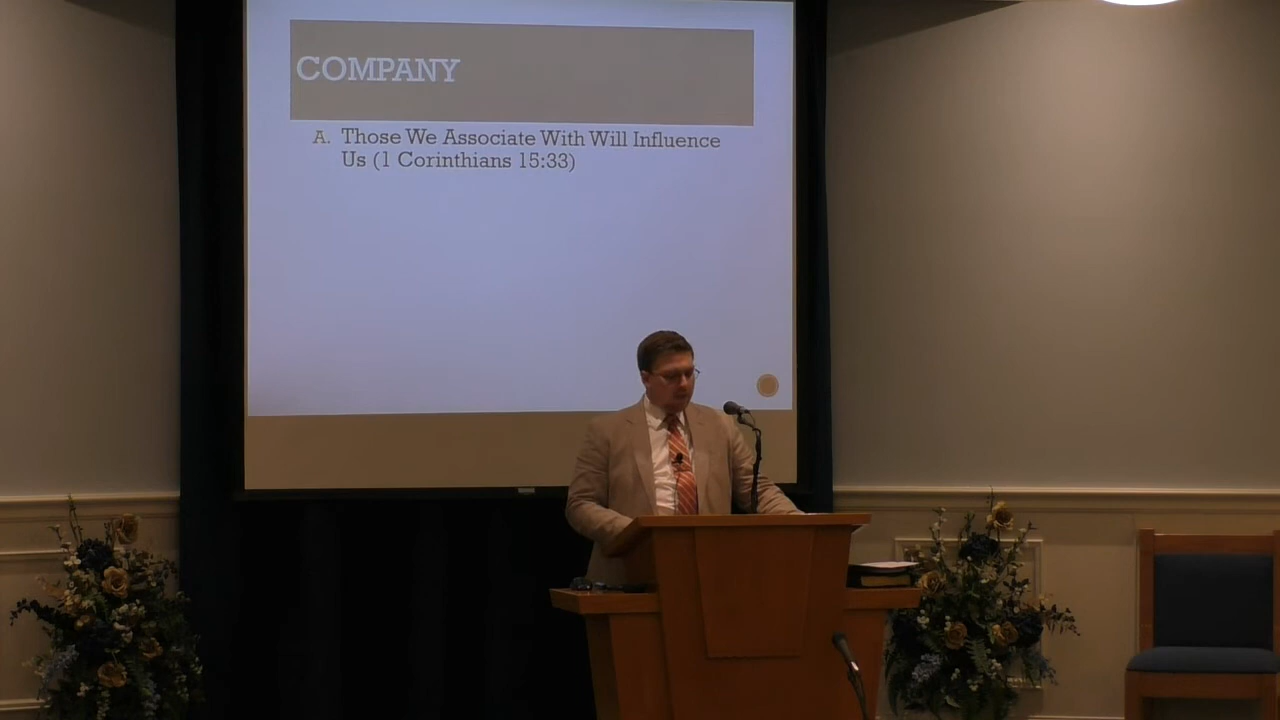 COMPANY
A. Those We Associate With Will Influence
Us (1 Corinthians 15:33)